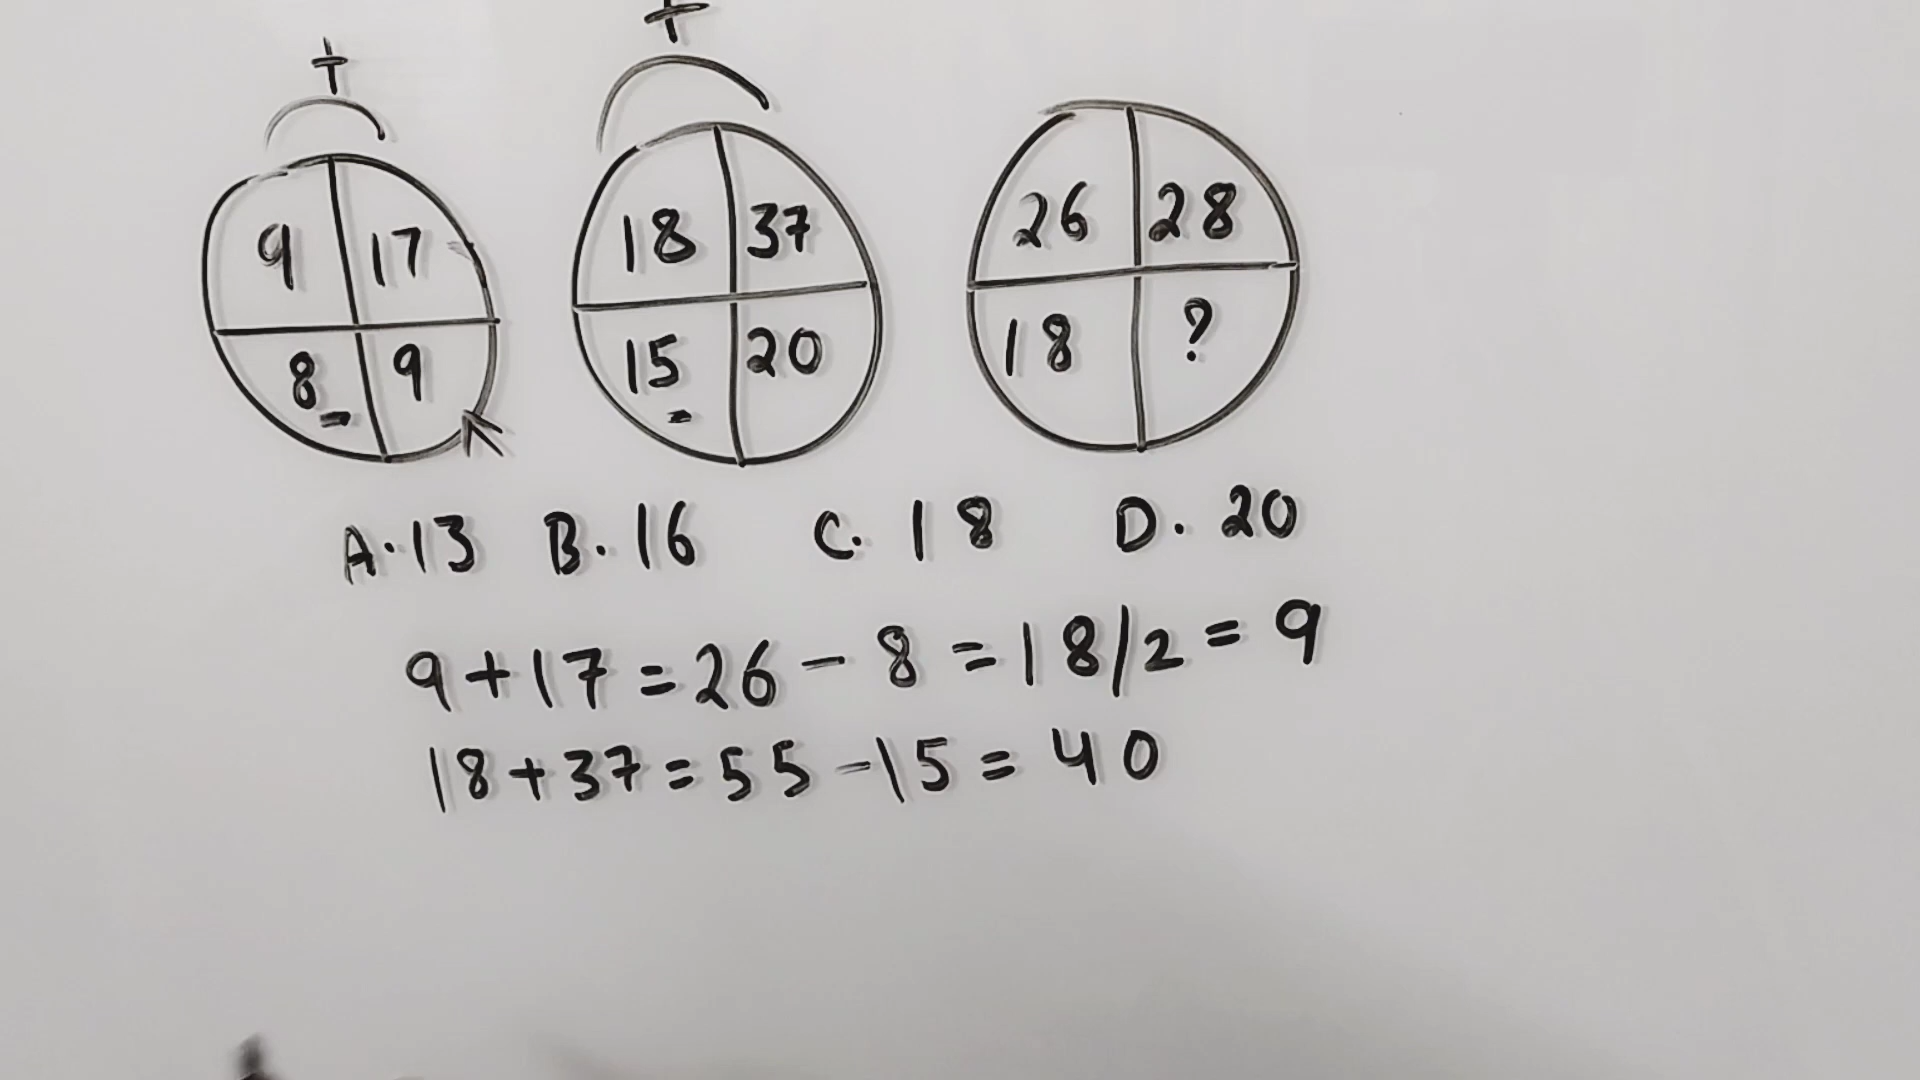 + +
9 17 18 37 26 28
8 - 9 15 - 20 18 ?
A. 13 B. 16 C. 18 D. 20
9 + 17 = 26 - 8 = 18/2 = 9
18 + 37 = 55 - 15 = 40